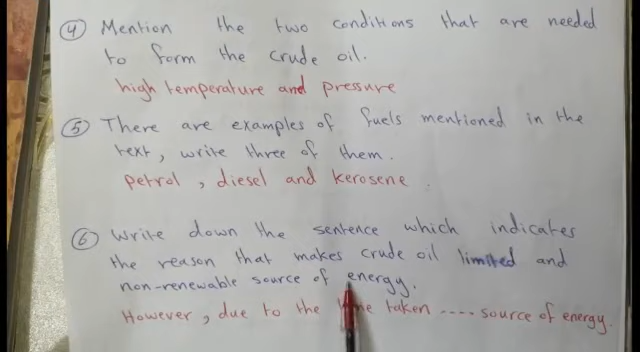 ④ Mention the two conditions that are needed
to form the crude oil.
high temperature and pressure
⑤ There are examples of fuels mentioned in the
text, write three of them.
petrol, diesel and kerosene.
⑥ Write down the sentence which indicates
the reason that makes crude oil limited and
non-renewable source of energy.
However, due to the time taken .... source of energy.